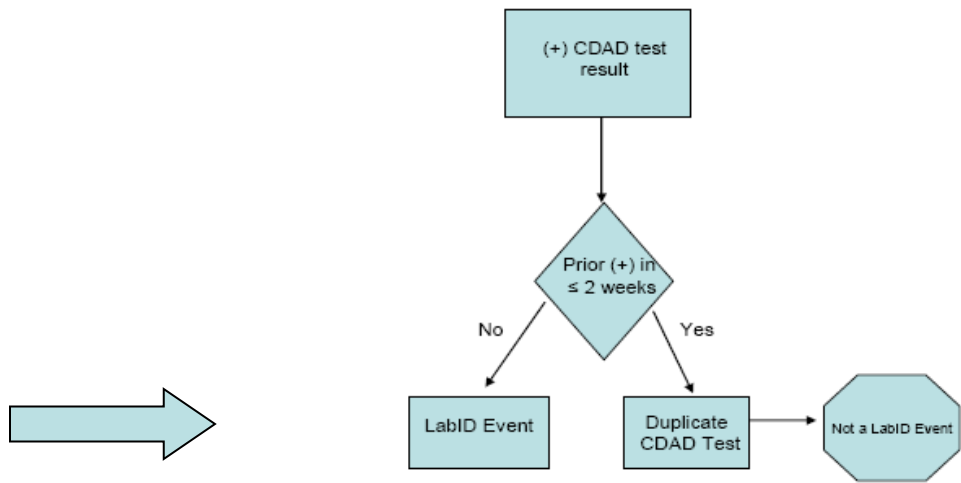 (+) CDAD test
result
Prior (+) in
≤ 2 weeks
No
Yes
LabID Event
Duplicate
CDAD Test
Not a LabID Event